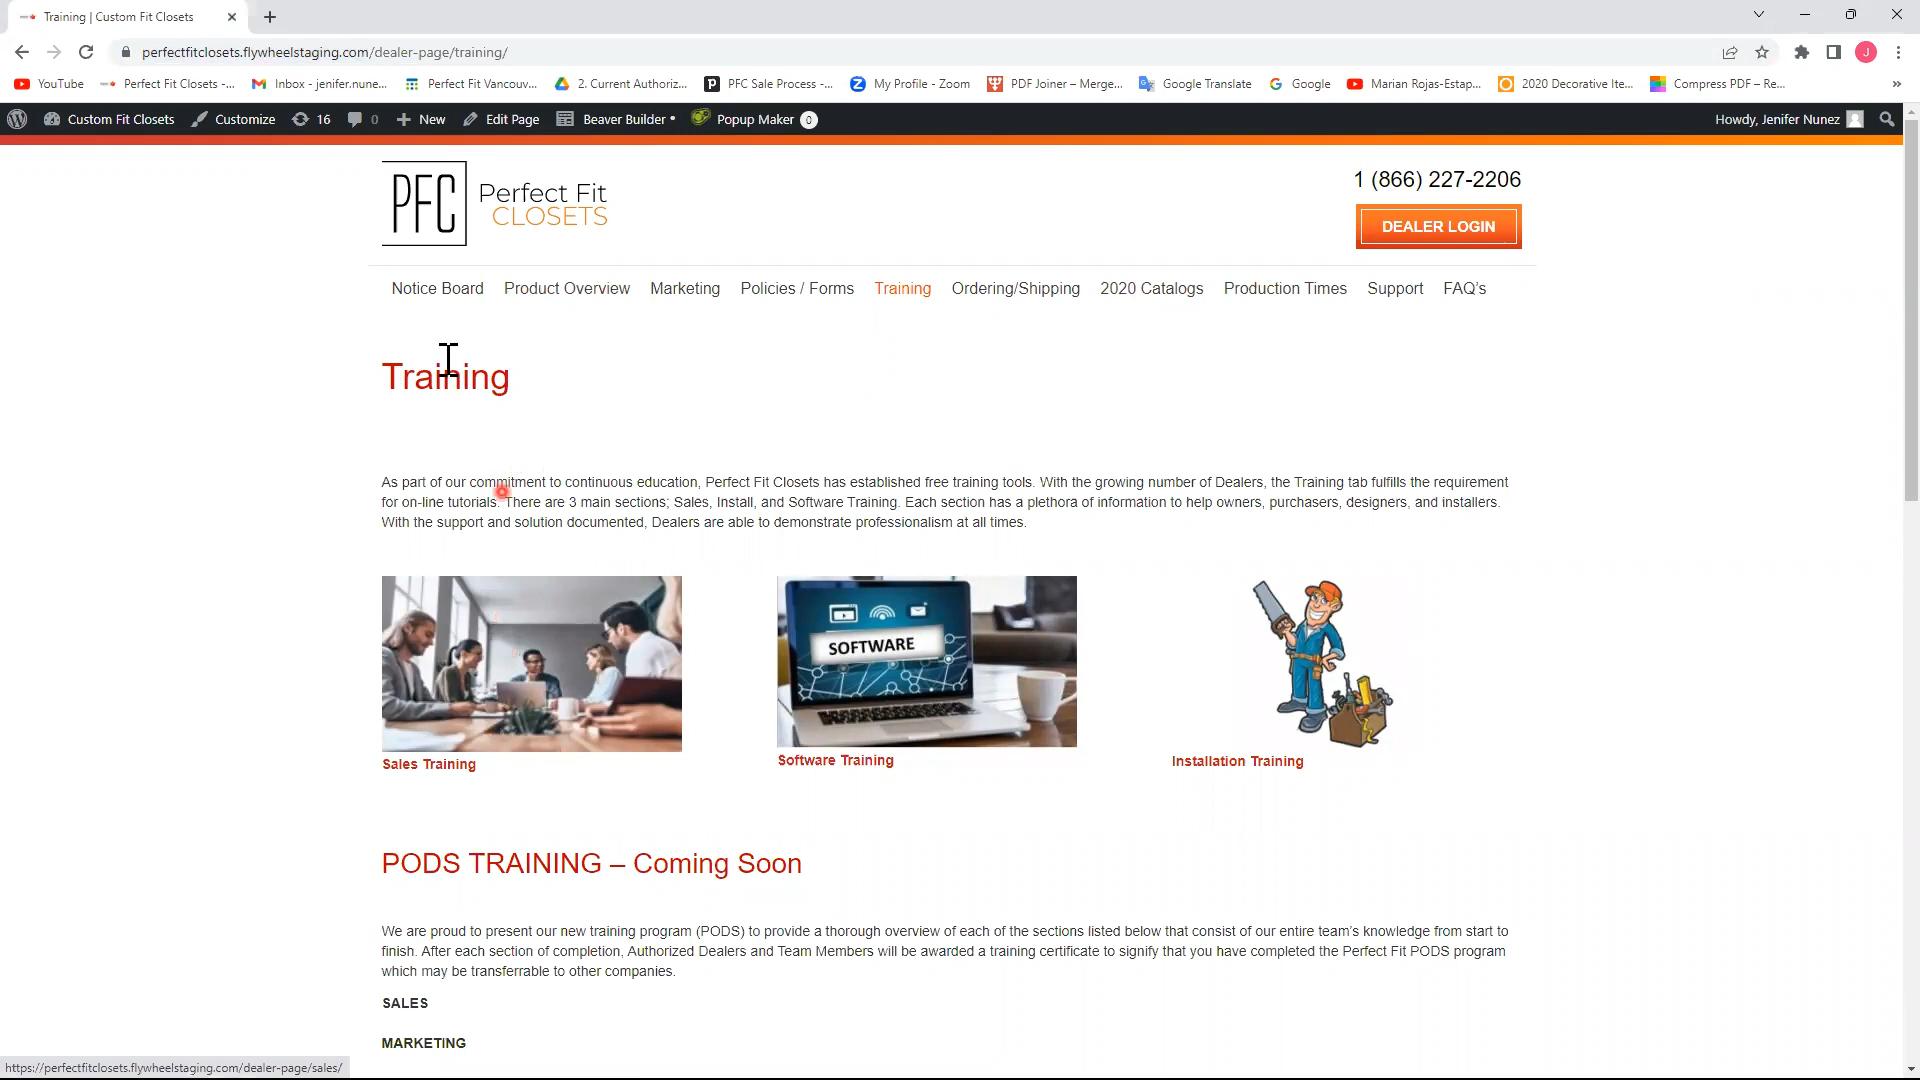 Training | Custom Fit Closets
perfectfitclosets.flywheelstaging.com/dealer-page/training/
YouTube Perfect Fit Closets -... Inbox - jenifer.nune... Perfect Fit Vancouv... 2. Current Authoriz... PFC Sale Process -... My Profile - Zoom PDF Joiner – Merge... Google Translate Google Marian Rojas-Estap... 2020 Decorative Ite... Compress PDF – Re... »
Custom Fit Closets Customize 16 0 New Edit Page Beaver Builder Popup Maker 0 Howdy, Jenifer Nunez
J
PFC Perfect Fit
CLOSETS
1 (866) 227-2206
DEALER LOGIN
Notice Board Product Overview Marketing Policies / Forms Training Ordering/Shipping 2020 Catalogs Production Times Support FAQ's
Training
As part of our commitment to continuous education, Perfect Fit Closets has established free training tools. With the growing number of Dealers, the Training tab fulfills the requirement
for on-line tutorials. There are 3 main sections; Sales, Install, and Software Training. Each section has a plethora of information to help owners, purchasers, designers, and installers.
With the support and solution documented, Dealers are able to demonstrate professionalism at all times.
SOFTWARE
Sales Training
Software Training
Installation Training
PODS TRAINING – Coming Soon
We are proud to present our new training program (PODS) to provide a thorough overview of each of the sections listed below that consist of our entire team's knowledge from start to
finish. After each section of completion, Authorized Dealers and Team Members will be awarded a training certificate to signify that you have completed the Perfect Fit PODS program
which may be transferrable to other companies.
SALES
MARKETING
https://perfectfitclosets.flywheelstaging.com/dealer-page/sales/